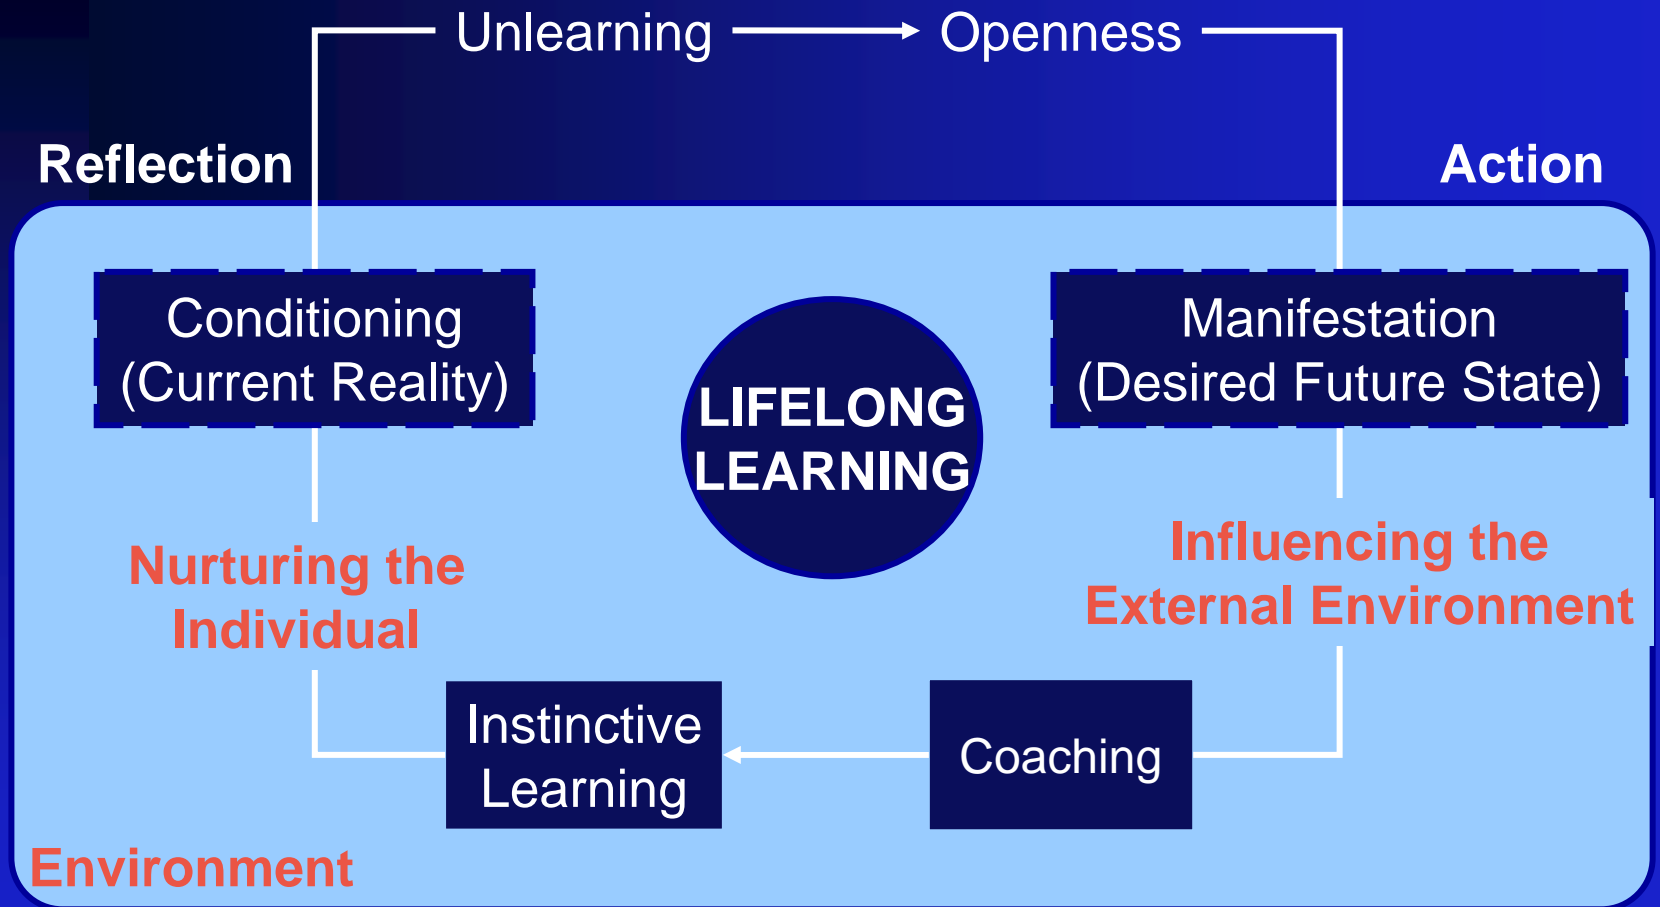 Unlearning
Openness
Reflection
Action
Conditioning
(Current Reality)
LIFELONG
LEARNING
Manifestation
(Desired Future State)
Nurturing the
Individual
Influencing the
External Environment
Instinctive
Learning
Coaching
Environment